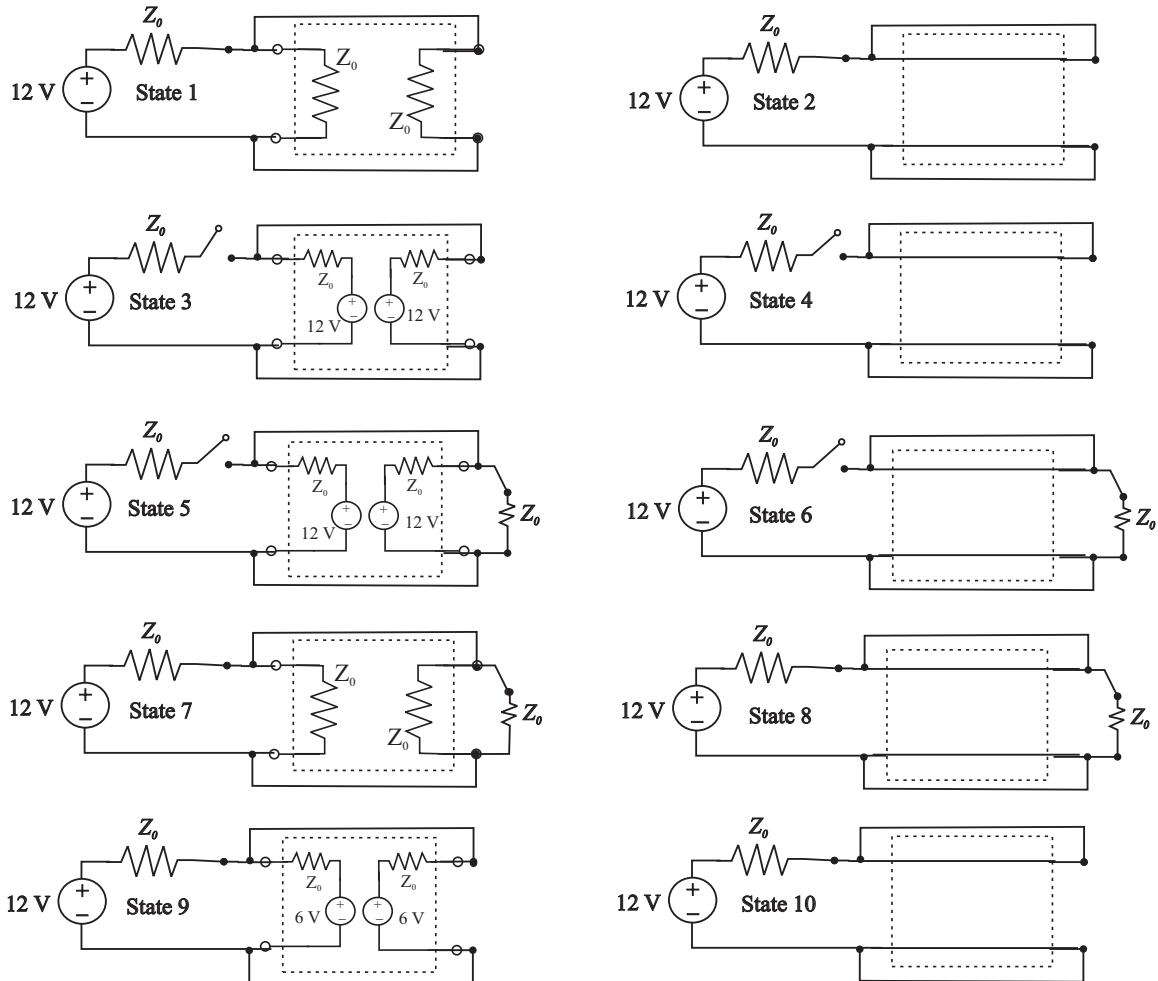 Z0
12 V
State 1
Z0
Z0
Z0
12 V
State 2
Z0
12 V
State 3
Z0
Z0
12 V
12 V
Z0
12 V
State 4
Z0
12 V
State 5
Z0
Z0
12 V
12 V
Z0
Z0
12 V
State 6
Z0
Z0
12 V
State 7
Z0
Z0
Z0
Z0
12 V
State 8
Z0
Z0
12 V
State 9
Z0
Z0
6 V
6 V
Z0
12 V
State 10